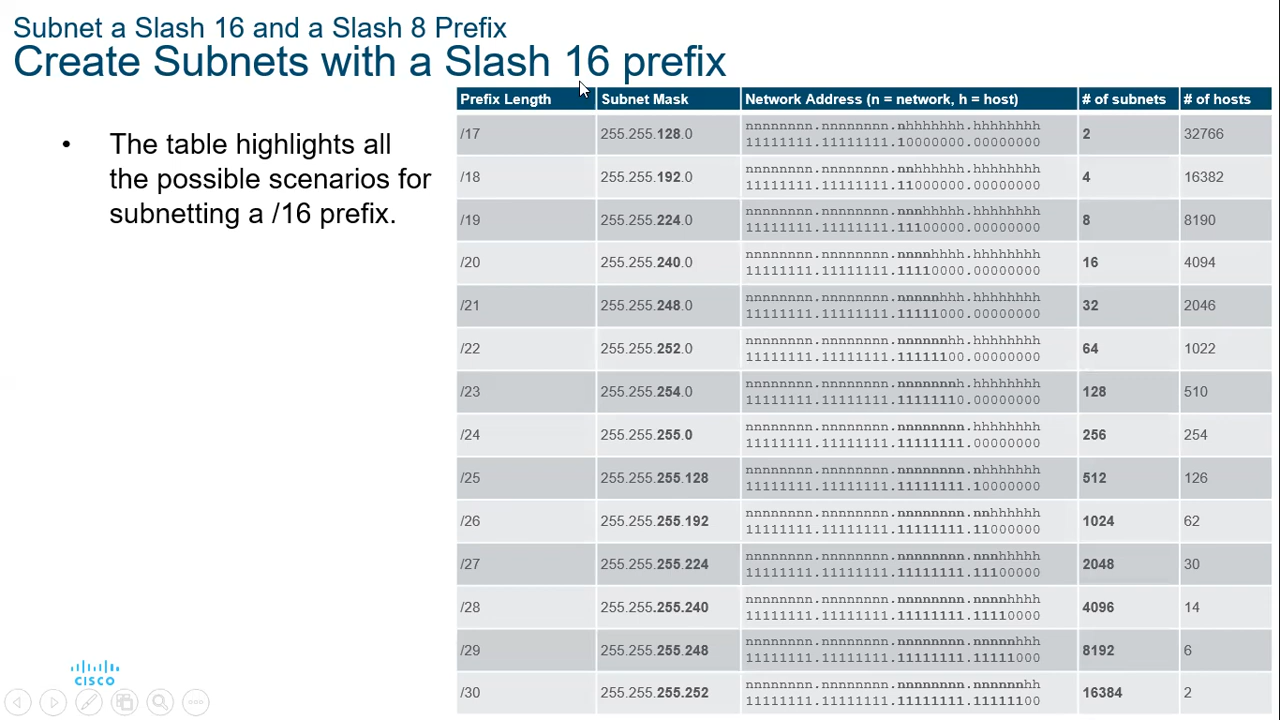 Subnet a Slash 16 and a Slash 8 Prefix
Create Subnets with a Slash 16 prefix
• The table highlights all
the possible scenarios for
subnetting a /16 prefix.
Prefix Length Subnet Mask Network Address (n = network, h = host) # of subnets # of hosts
/17 255.255.128.0 nnnnnnnn.nnnnnnnn.nhhhhhhh.hhhhhhhh 2 32766
11111111.11111111.10000000.00000000
/18 255.255.192.0 nnnnnnnn.nnnnnnnn.nnhhhhhh.hhhhhhhh 4 16382
11111111.11111111.11000000.00000000
/19 255.255.224.0 nnnnnnnn.nnnnnnnn.nnnhhhhh.hhhhhhhh 8 8190
11111111.11111111.11100000.00000000
/20 255.255.240.0 nnnnnnnn.nnnnnnnn.nnnnhhhh.hhhhhhhh 16 4094
11111111.11111111.11110000.00000000
/21 255.255.248.0 nnnnnnnn.nnnnnnnn.nnnnnhhh.hhhhhhhh 32 2046
11111111.11111111.11111000.00000000
/22 255.255.252.0 nnnnnnnn.nnnnnnnn.nnnnnnhh.hhhhhhhh 64 1022
11111111.11111111.11111100.00000000
/23 255.255.254.0 nnnnnnnn.nnnnnnnn.nnnnnnnh.hhhhhhhh 128 510
11111111.11111111.11111110.00000000
/24 255.255.255.0 nnnnnnnn.nnnnnnnn.nnnnnnnn.hhhhhhhh 256 254
11111111.11111111.11111111.00000000
/25 255.255.255.128 nnnnnnnn.nnnnnnnn.nnnnnnnn.nhhhhhhh 512 126
11111111.11111111.11111111.10000000
/26 255.255.255.192 nnnnnnnn.nnnnnnnn.nnnnnnnn.nnhhhhhh 1024 62
11111111.11111111.11111111.11000000
/27 255.255.255.224 nnnnnnnn.nnnnnnnn.nnnnnnnn.nnnhhhhh 2048 30
11111111.11111111.11111111.11100000
/28 255.255.255.240 nnnnnnnn.nnnnnnnn.nnnnnnnn.nnnnhhhh 4096 14
11111111.11111111.11111111.11110000
/29 255.255.255.248 nnnnnnnn.nnnnnnnn.nnnnnnnn.nnnnnhhh 8192 6
11111111.11111111.11111111.11111000
/30 255.255.255.252 nnnnnnnn.nnnnnnnn.nnnnnnnn.nnnnnnhh 16384 2
11111111.11111111.11111111.11111100
CISCO